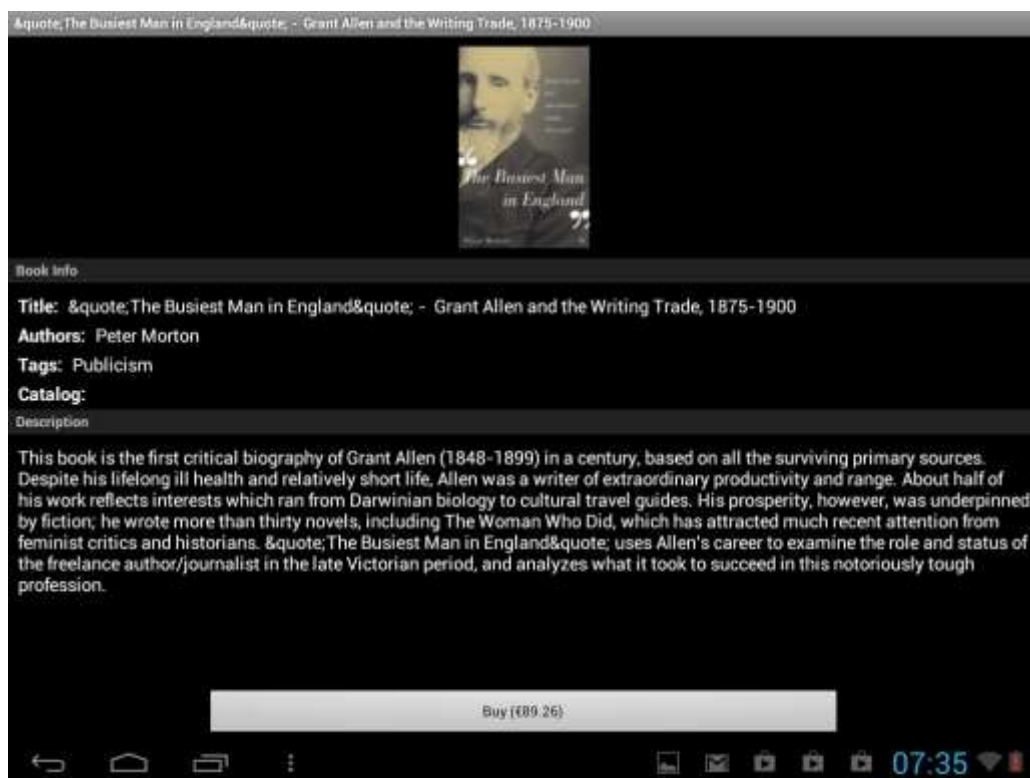 &quote;The Busiest Man in England&quote; - Grant Allen and the Writing Trade, 1875-1900
❝
The Busiest Man
in England
❞
Book Info
Title: &quote;The Busiest Man in England&quote; - Grant Allen and the Writing Trade, 1875-1900
Authors: Peter Morton
Tags: Publicism
Catalog:
Description
This book is the first critical biography of Grant Allen (1848-1899) in a century, based on all the surviving primary sources.
Despite his lifelong ill health and relatively short life, Allen was a writer of extraordinary productivity and range. About half of
his work reflects interests which ran from Darwinian biology to cultural travel guides. His prosperity, however, was underpinned
by fiction; he wrote more than thirty novels, including The Woman Who Did, which has attracted much recent attention from
feminist critics and historians. &quote;The Busiest Man in England&quote; uses Allen's career to examine the role and status of
the freelance author/journalist in the late Victorian period, and analyzes what it took to succeed in this notoriously tough
profession.
Buy (€89.26)
07:35